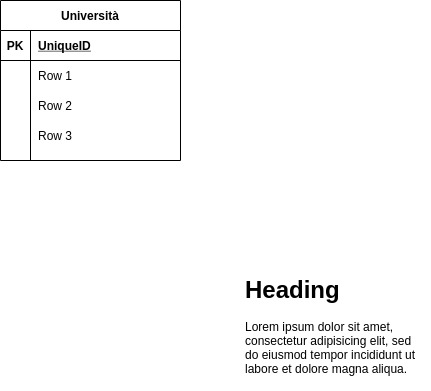 Università
PK UniqueID
Row 1
Row 2
Row 3
Heading
Lorem ipsum dolor sit amet,
consectetur adipisicing elit, sed
do eiusmod tempor incididunt ut
labore et dolore magna aliqua.